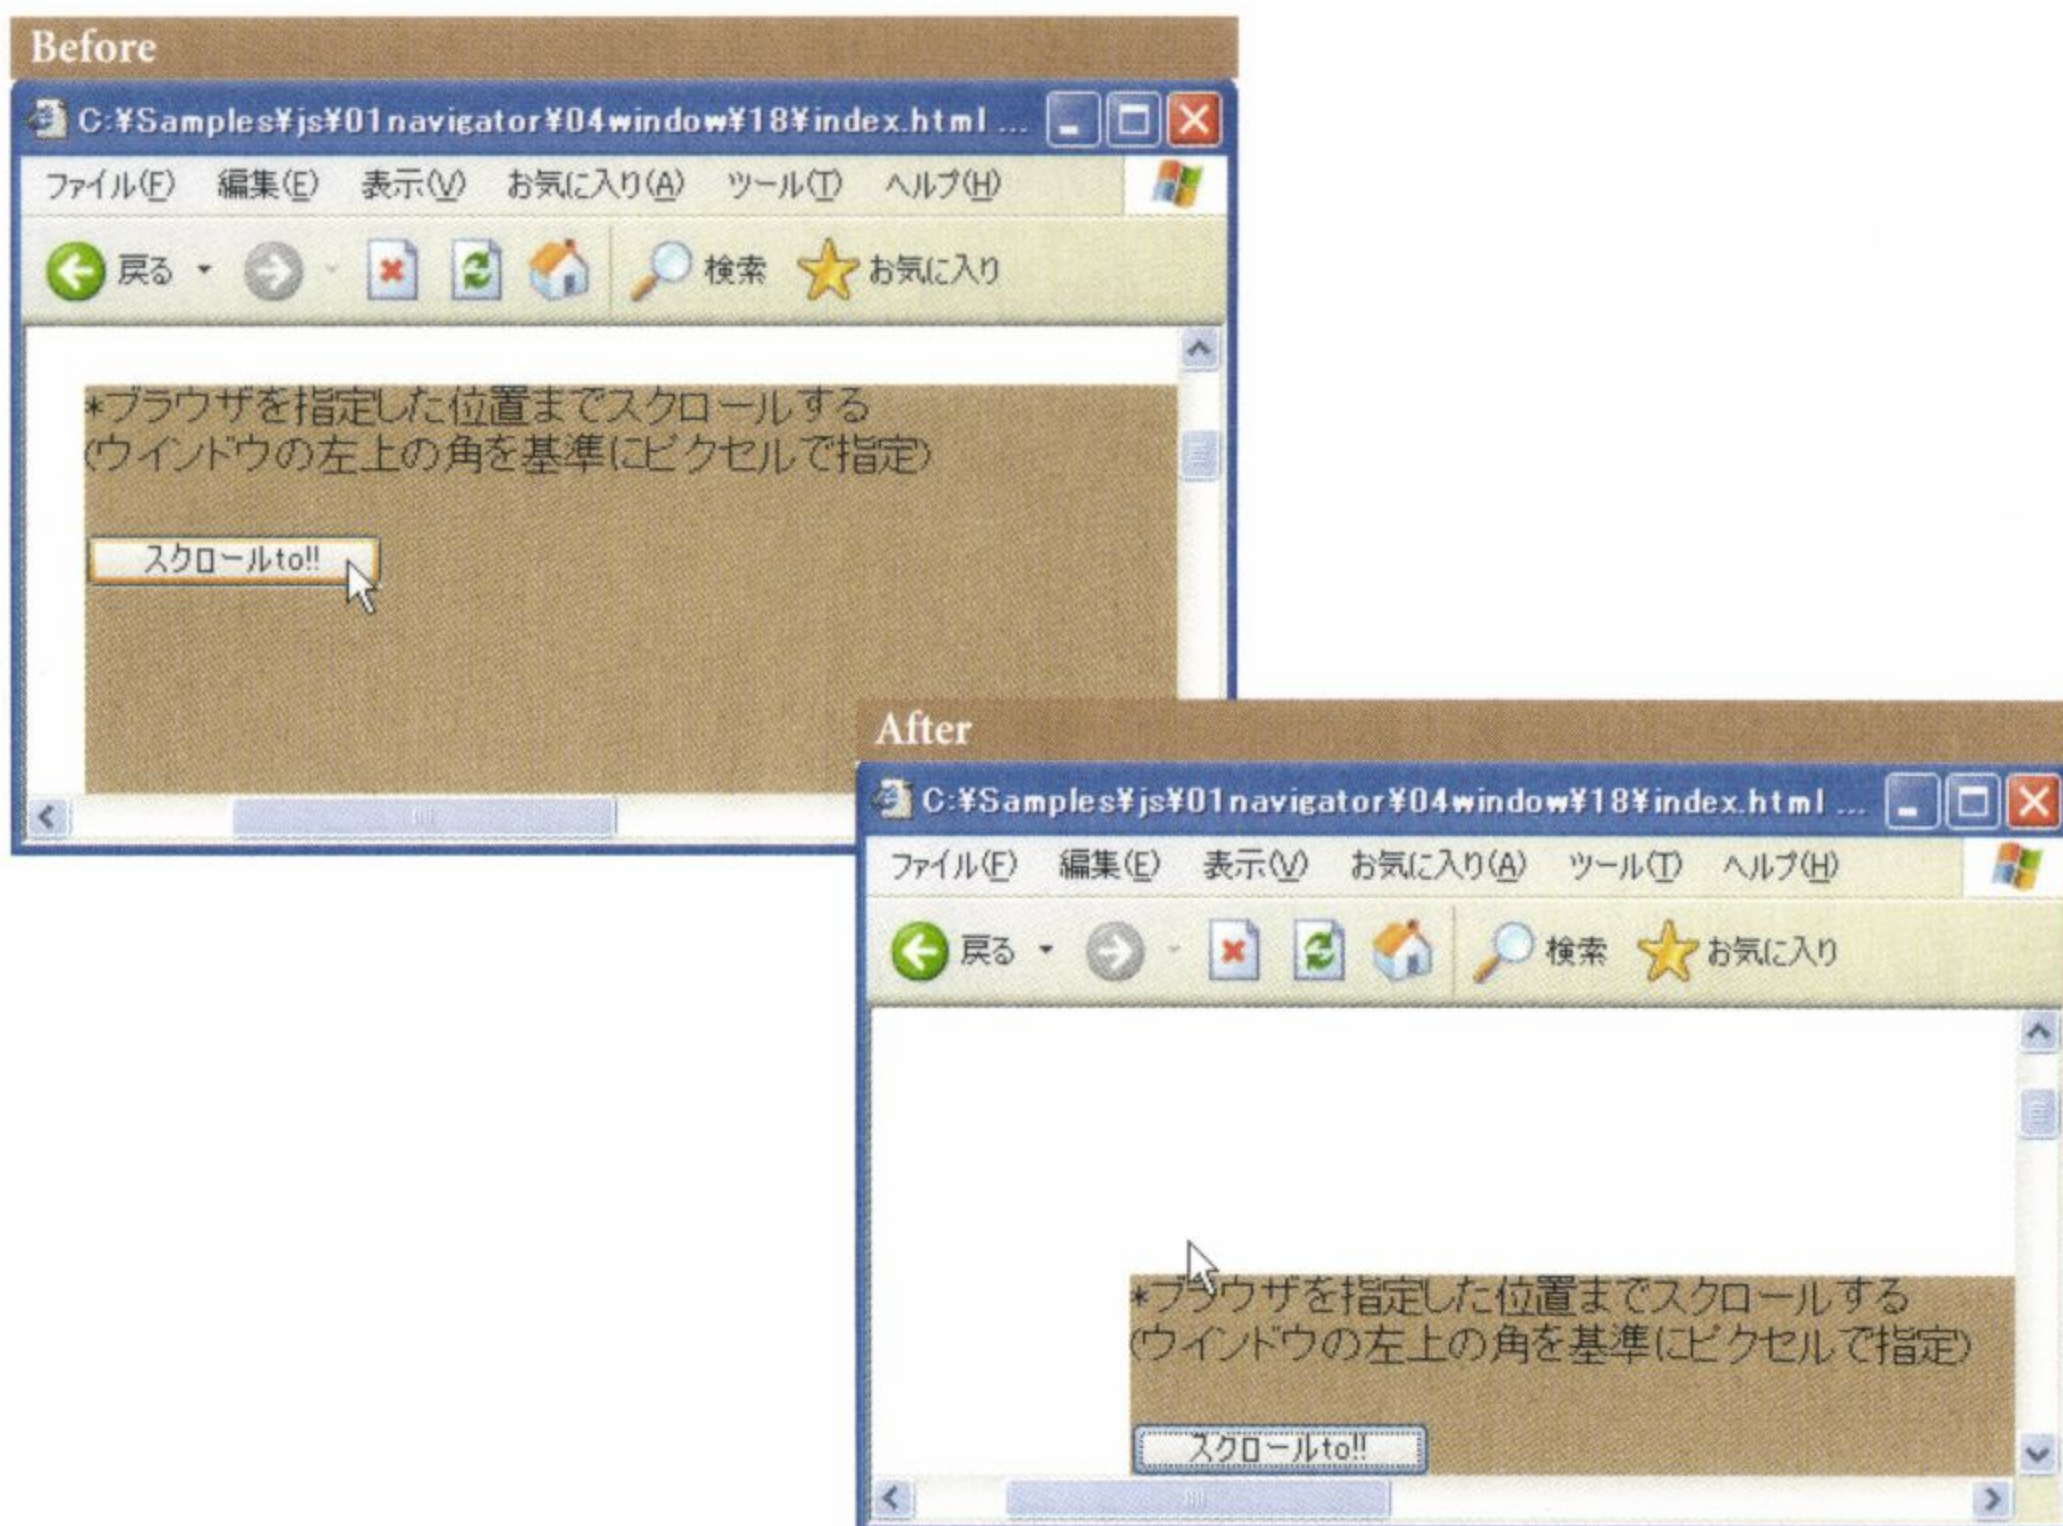 Before
C:¥Samples¥js¥01navigator¥04window¥18¥index.html ...
ファイル(F) 編集(E) 表示(V) お気に入り(A) ツール(T) ヘルプ(H)
戻る 検索 お気に入り
*ブラウザを指定した位置までスクロールする
(ウインドウの左上の角を基準にピクセルで指定)
スクロールto!!
After
C:¥Samples¥js¥01navigator¥04window¥18¥index.html ...
ファイル(F) 編集(E) 表示(V) お気に入り(A) ツール(T) ヘルプ(H)
戻る 検索 お気に入り
*ブラウザを指定した位置までスクロールする
(ウインドウの左上の角を基準にピクセルで指定)
スクロールto!!